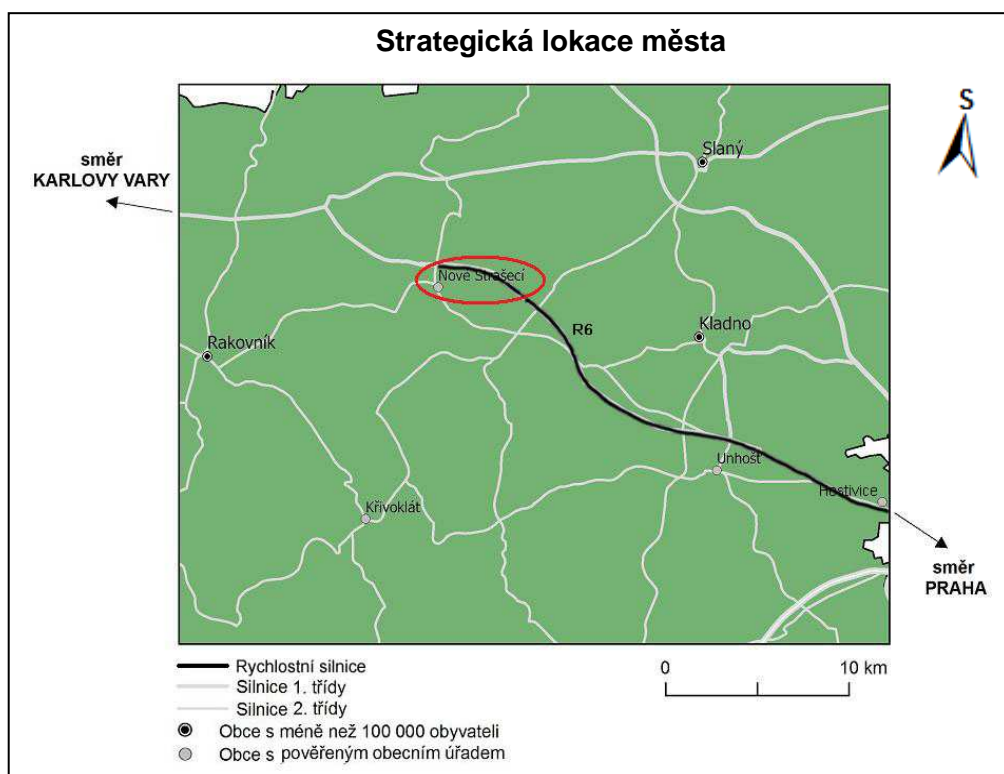 Strategická lokace města
S
směr
KARLOVY VARY
Slaný
Nové Strašecí
R6
Kladno
Rakovník
Unhošť
Hostivice
Křivoklát
směr
PRAHA
Rychlostní silnice
Silnice 1. třídy
Silnice 2. třídy
Obce s méně než 100 000 obyvateli
Obce s pověřeným obecním úřadem
0 10 km